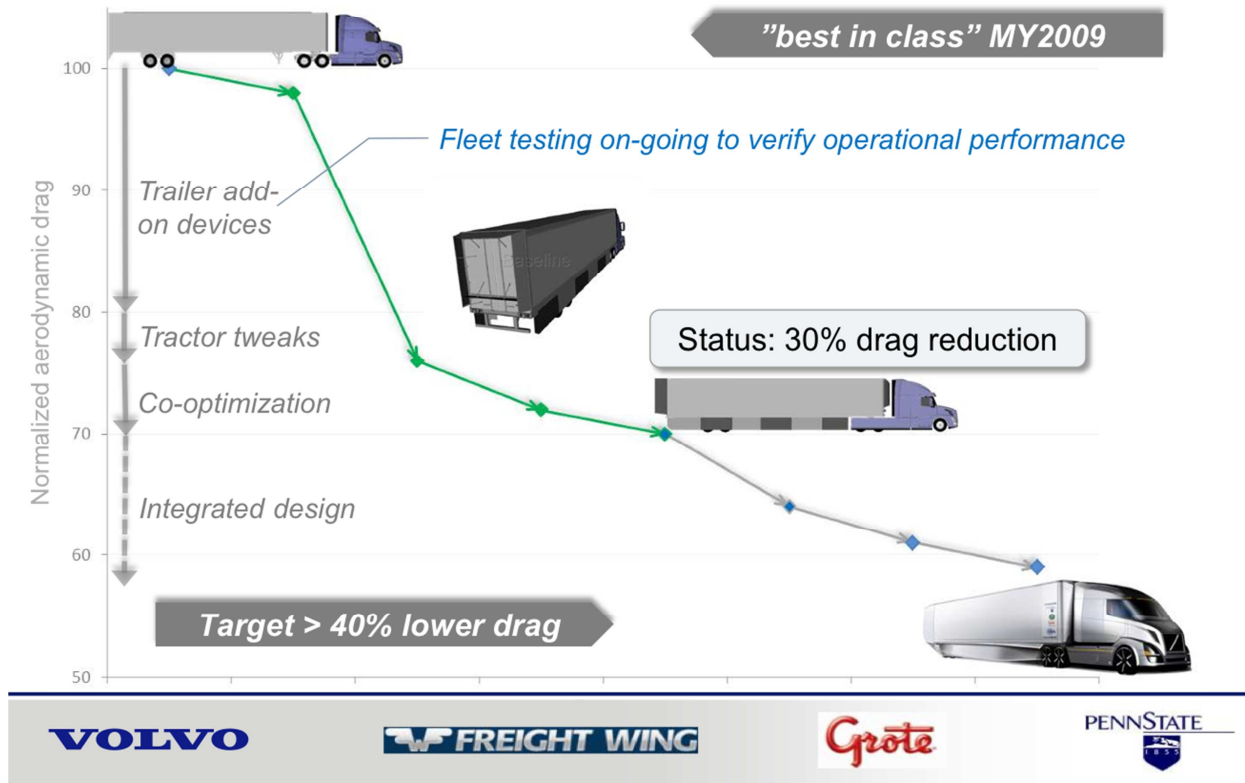 ”best in class” MY2009
100
Fleet testing on-going to verify operational performance
90
Trailer add-
on devices
Normalized aerodynamic drag
Baseline
80
Tractor tweaks
Status: 30% drag reduction
Co-optimization
70
Integrated design
60
Target > 40% lower drag
50
VOLVO
FREIGHT WING
Grote
PENNSTATE
1855